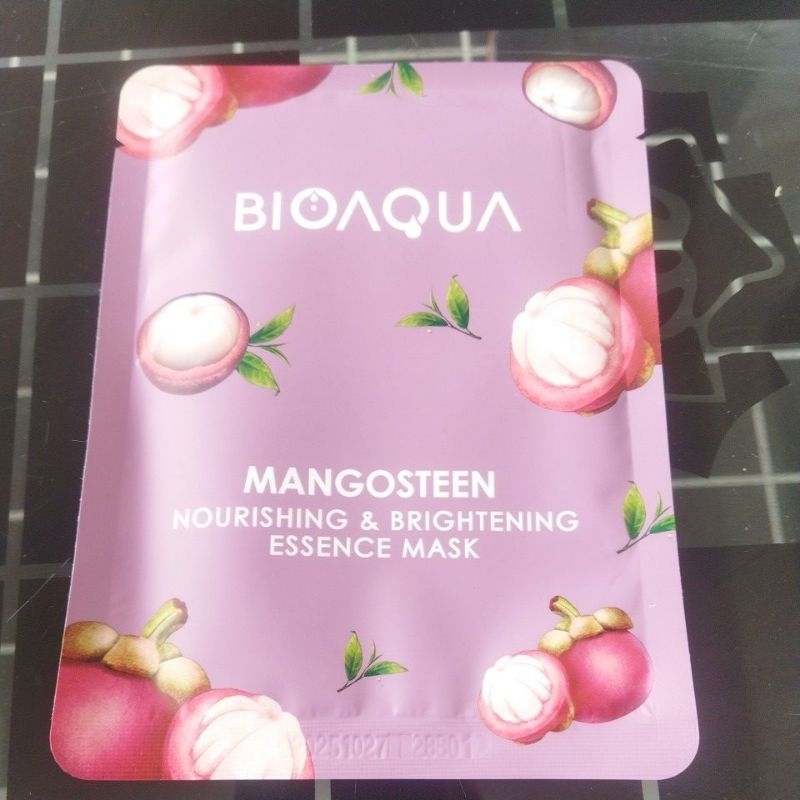 BIOAQUA
MANGOSTEEN
NOURISHING & BRIGHTENING
ESSENCE MASK